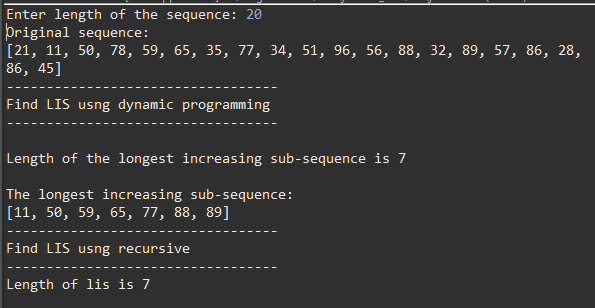 Enter length of the sequence: 20
Original sequence:
[21, 11, 50, 78, 59, 65, 35, 77, 34, 51, 96, 56, 88, 32, 89, 57, 86, 28,
86, 45]
----------------------------------
Find LIS usng dynamic programming
----------------------------------
Length of the longest increasing sub-sequence is 7
The longest increasing sub-sequence:
[11, 50, 59, 65, 77, 88, 89]
----------------------------------
Find LIS usng recursive
----------------------------------
Length of lis is 7